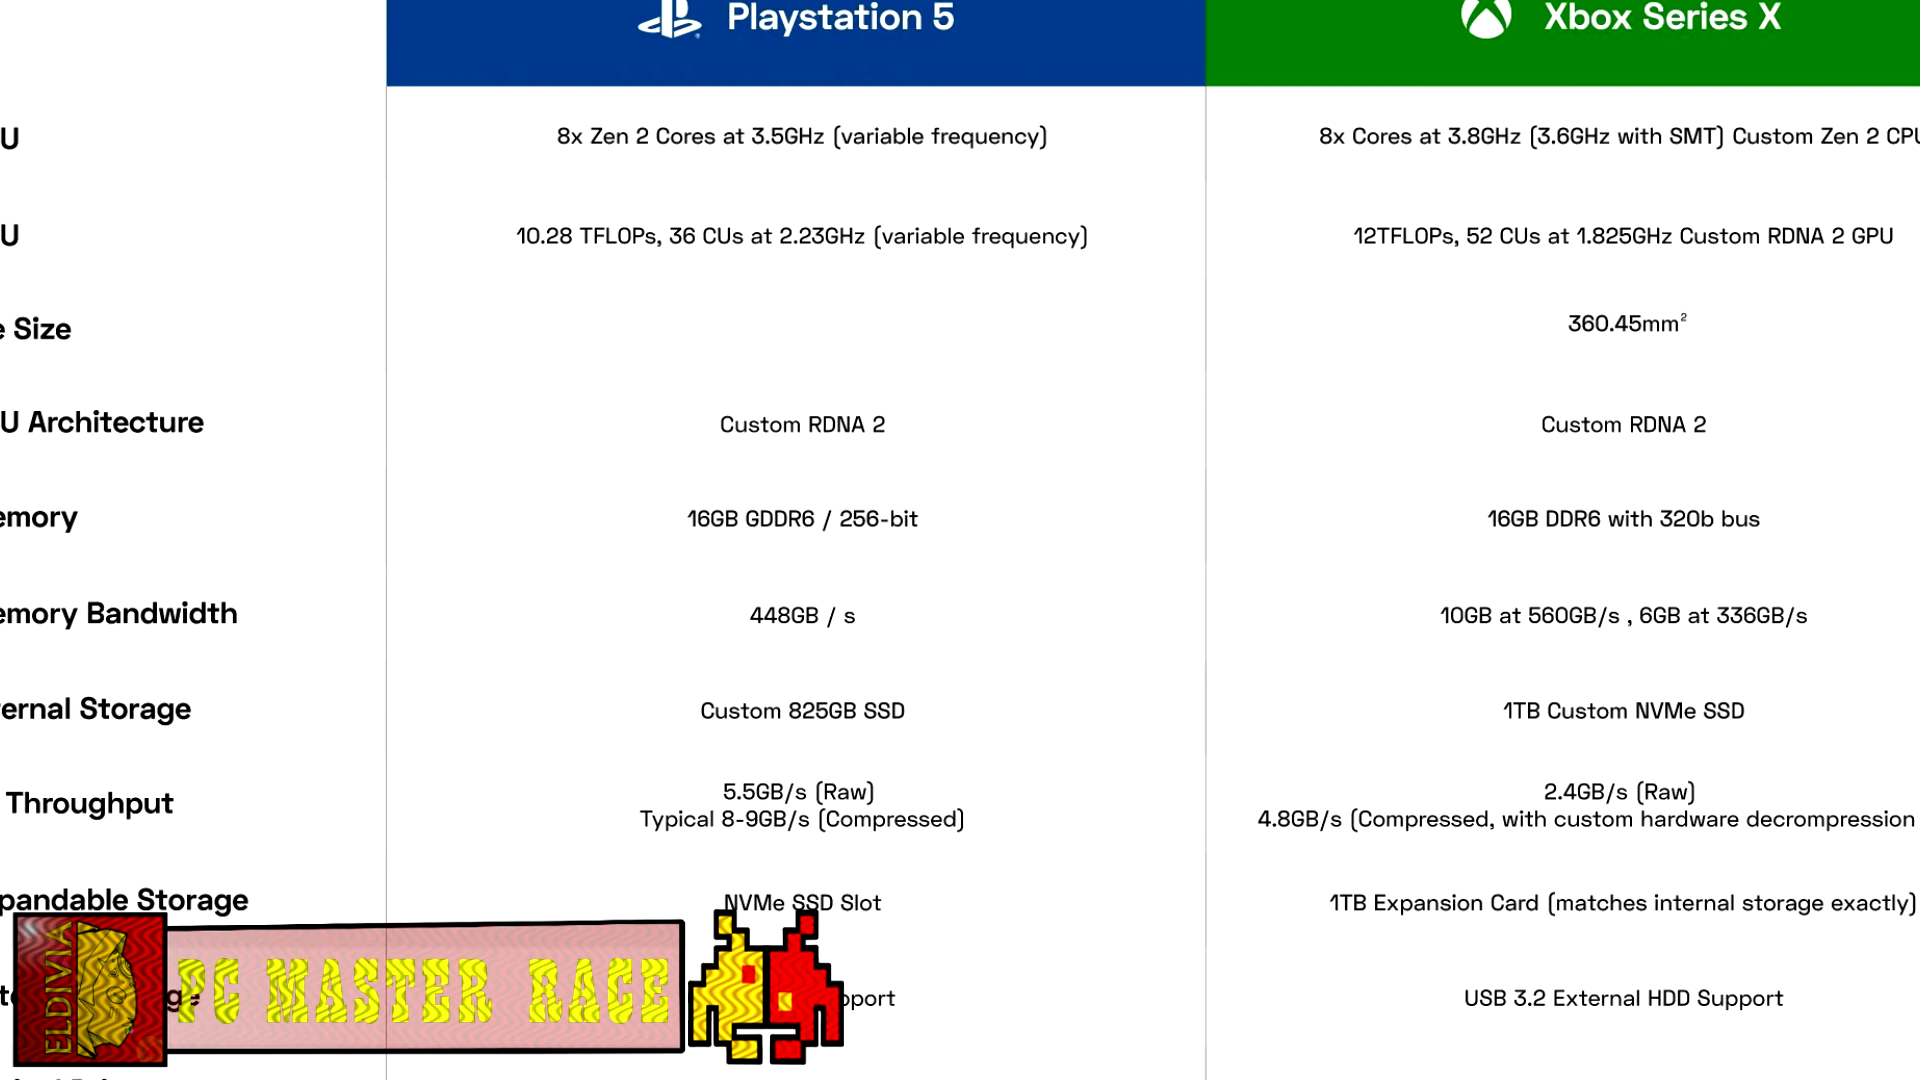 Playstation 5
Xbox Series X
U
8x Zen 2 Cores at 3.5GHz (variable frequency)
8x Cores at 3.8GHz (3.6GHz with SMT) Custom Zen 2 CPU
U
10.28 TFLOPs, 36 CUs at 2.23GHz (variable frequency)
12TFLOPs, 52 CUs at 1.825GHz Custom RDNA 2 GPU
e Size
360.45mm²
U Architecture
Custom RDNA 2
Custom RDNA 2
emory
16GB GDDR6 / 256-bit
16GB DDR6 with 320b bus
emory Bandwidth
448GB / s
10GB at 560GB/s , 6GB at 336GB/s
ernal Storage
Custom 825GB SSD
1TB Custom NVMe SSD
Throughput
5.5GB/s (Raw)
Typical 8-9GB/s (Compressed)
2.4GB/s (Raw)
4.8GB/s (Compressed, with custom hardware decrompression
pandable Storage
NVMe SSD Slot
1TB Expansion Card (matches internal storage exactly)
ELDIVIA
PC MASTER RACE
pport
USB 3.2 External HDD Support